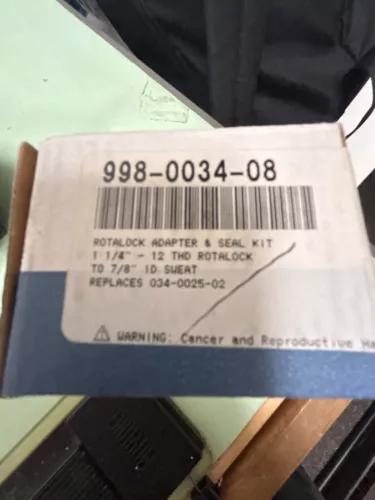 998-0034-08
ROTALOCK ADAPTER & SEAL KIT
1 1/4" - 12 THD ROTALOCK
TO 7/8" ID SWEAT
REPLACES 034-0025-02
⚠ WARNING: Cancer and Reproductive Ha